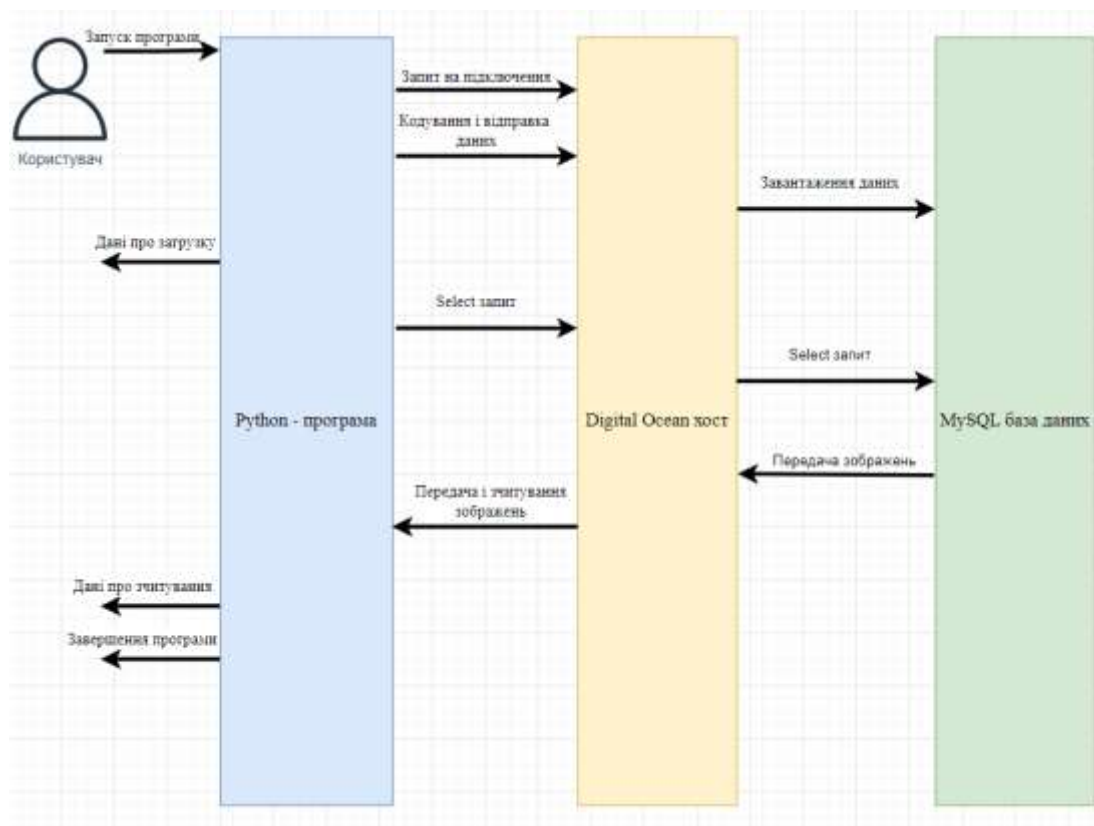 Запуск програми
Користувач
Запит на підключення
Кодування і відправка
даних
Завантаження даних
Дані про загрузку
Select запит
Select запит
Python - програма
Digital Ocean хост
MySQL база даних
Передача зображень
Передача і зчитування
зображень
Дані про зчитування
Завершення програми